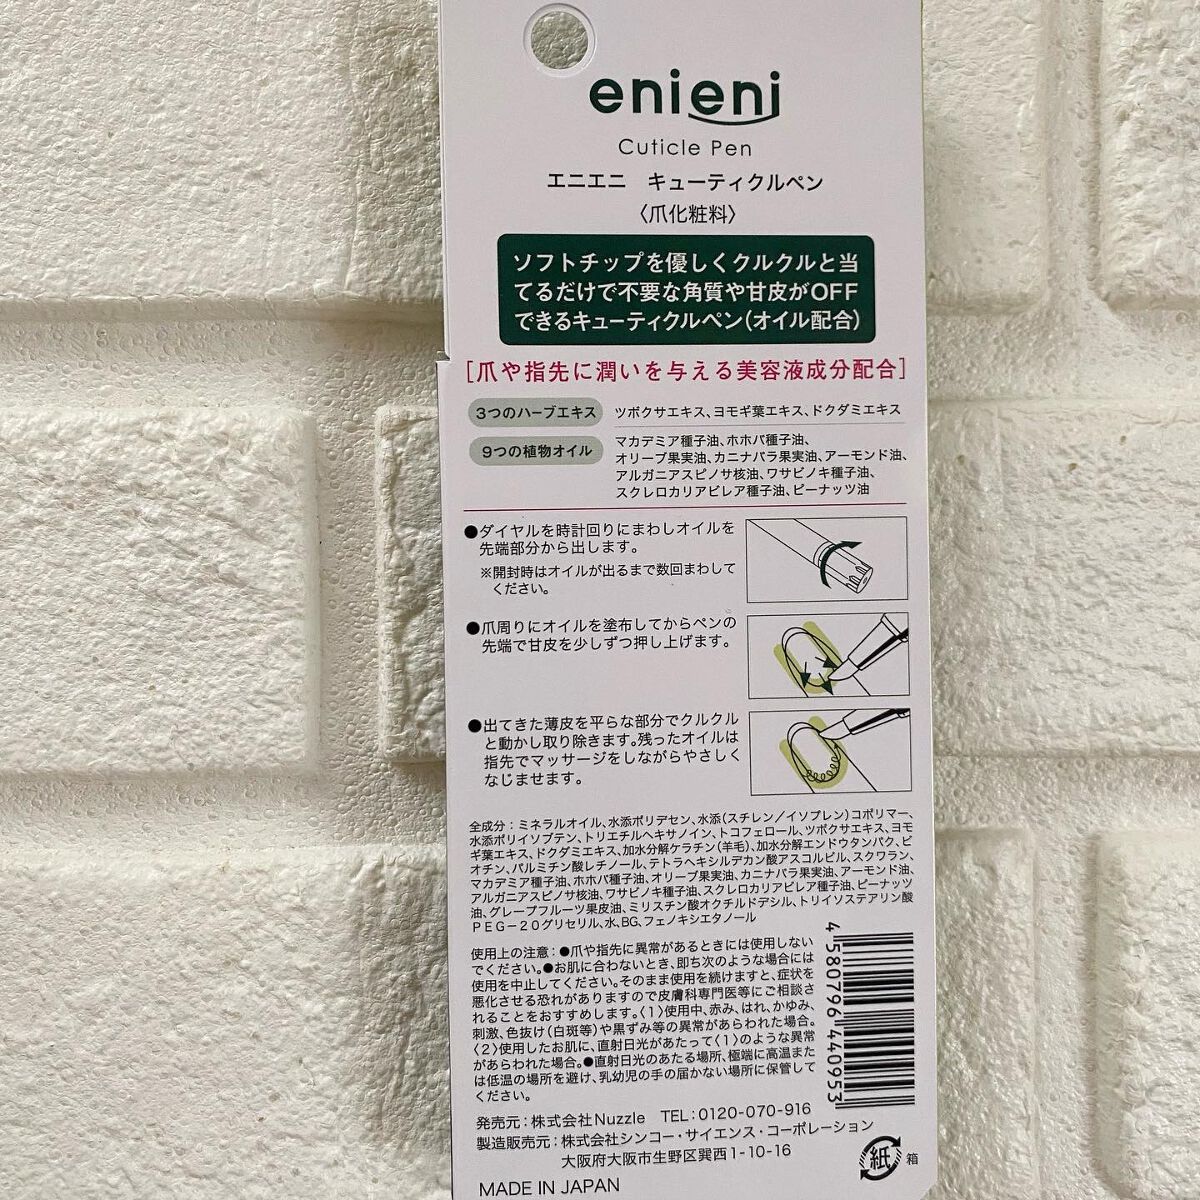 enieni
Cuticle Pen
エニエニ　キューティクルペン
〈爪化粧料〉
ソフトチップを優しくクルクルと当
てるだけで不要な角質や甘皮がOFF
できるキューティクルペン(オイル配合)
［爪や指先に潤いを与える美容液成分配合］
3つのハーブエキス　ツボクサエキス、ヨモギ葉エキス、ドクダミエキス
9つの植物オイル　マカデミア種子油、ホホバ種子油、
オリーブ果実油、カニナバラ果実油、アーモンド油、
アルガニアスピノサ核油、ワサビノキ種子油、
スクレロカリアビレア種子油、ピーナッツ油
●ダイヤルを時計回りにまわしオイルを
先端部分から出します。
※開封時はオイルが出るまで数回まわして
ください。
●爪周りにオイルを塗布してからペンの
先端で甘皮を少しずつ押し上げます。
●出てきた薄皮を平らな部分でクルクル
と動かし取り除きます。残ったオイルは
指先でマッサージをしながらやさしく
なじませます。
全成分：ミネラルオイル、水添ポリデセン、水添(スチレン／イソプレン)コポリマー、
水添ポリイソブテン、トリエチルヘキサノイン、トコフェロール、ツボクサエキス、ヨモ
ギ葉エキス、ドクダミエキス、加水分解ケラチン(羊毛)、加水分解エンドウタンパク、ビ
オチン、パルミチン酸レチノール、テトラヘキシルデカン酸アスコルビル、スクワラン、
マカデミア種子油、ホホバ種子油、オリーブ果実油、カニナバラ果実油、アーモンド油、
アルガニアスピノサ核油、ワサビノキ種子油、スクレロカリアビレア種子油、ピーナッツ
油、グレープフルーツ果皮油、ミリスチン酸オクチルドデシル、トリイソステアリン酸
PEG－20グリセリル、水、BG、フェノキシエタノール
使用上の注意：●爪や指先に異常があるときには使用しない
でください。●お肌に合わないとき、即ち次のような場合には
使用を中止してください。そのまま使用を続けますと、症状を
悪化させる恐れがありますので皮膚科専門医等にご相談さ
れることをおすすめします。〈1〉使用中、赤み、はれ、かゆみ、
刺激、色抜け(白斑等)や黒ずみ等の異常があらわれた場合。
〈2〉使用したお肌に、直射日光があたって〈1〉のような異常
があらわれた場合。●直射日光のあたる場所、極端に高温また
は低温の場所を避け、乳幼児の手の届かない場所に保管して
ください。
4580796440953
発売元：株式会社Nuzzle　TEL：0120-070-916
製造販売元：株式会社シンコー・サイエンス・コーポレーション
大阪府大阪市生野区巽西1-10-16
紙 箱
MADE IN JAPAN